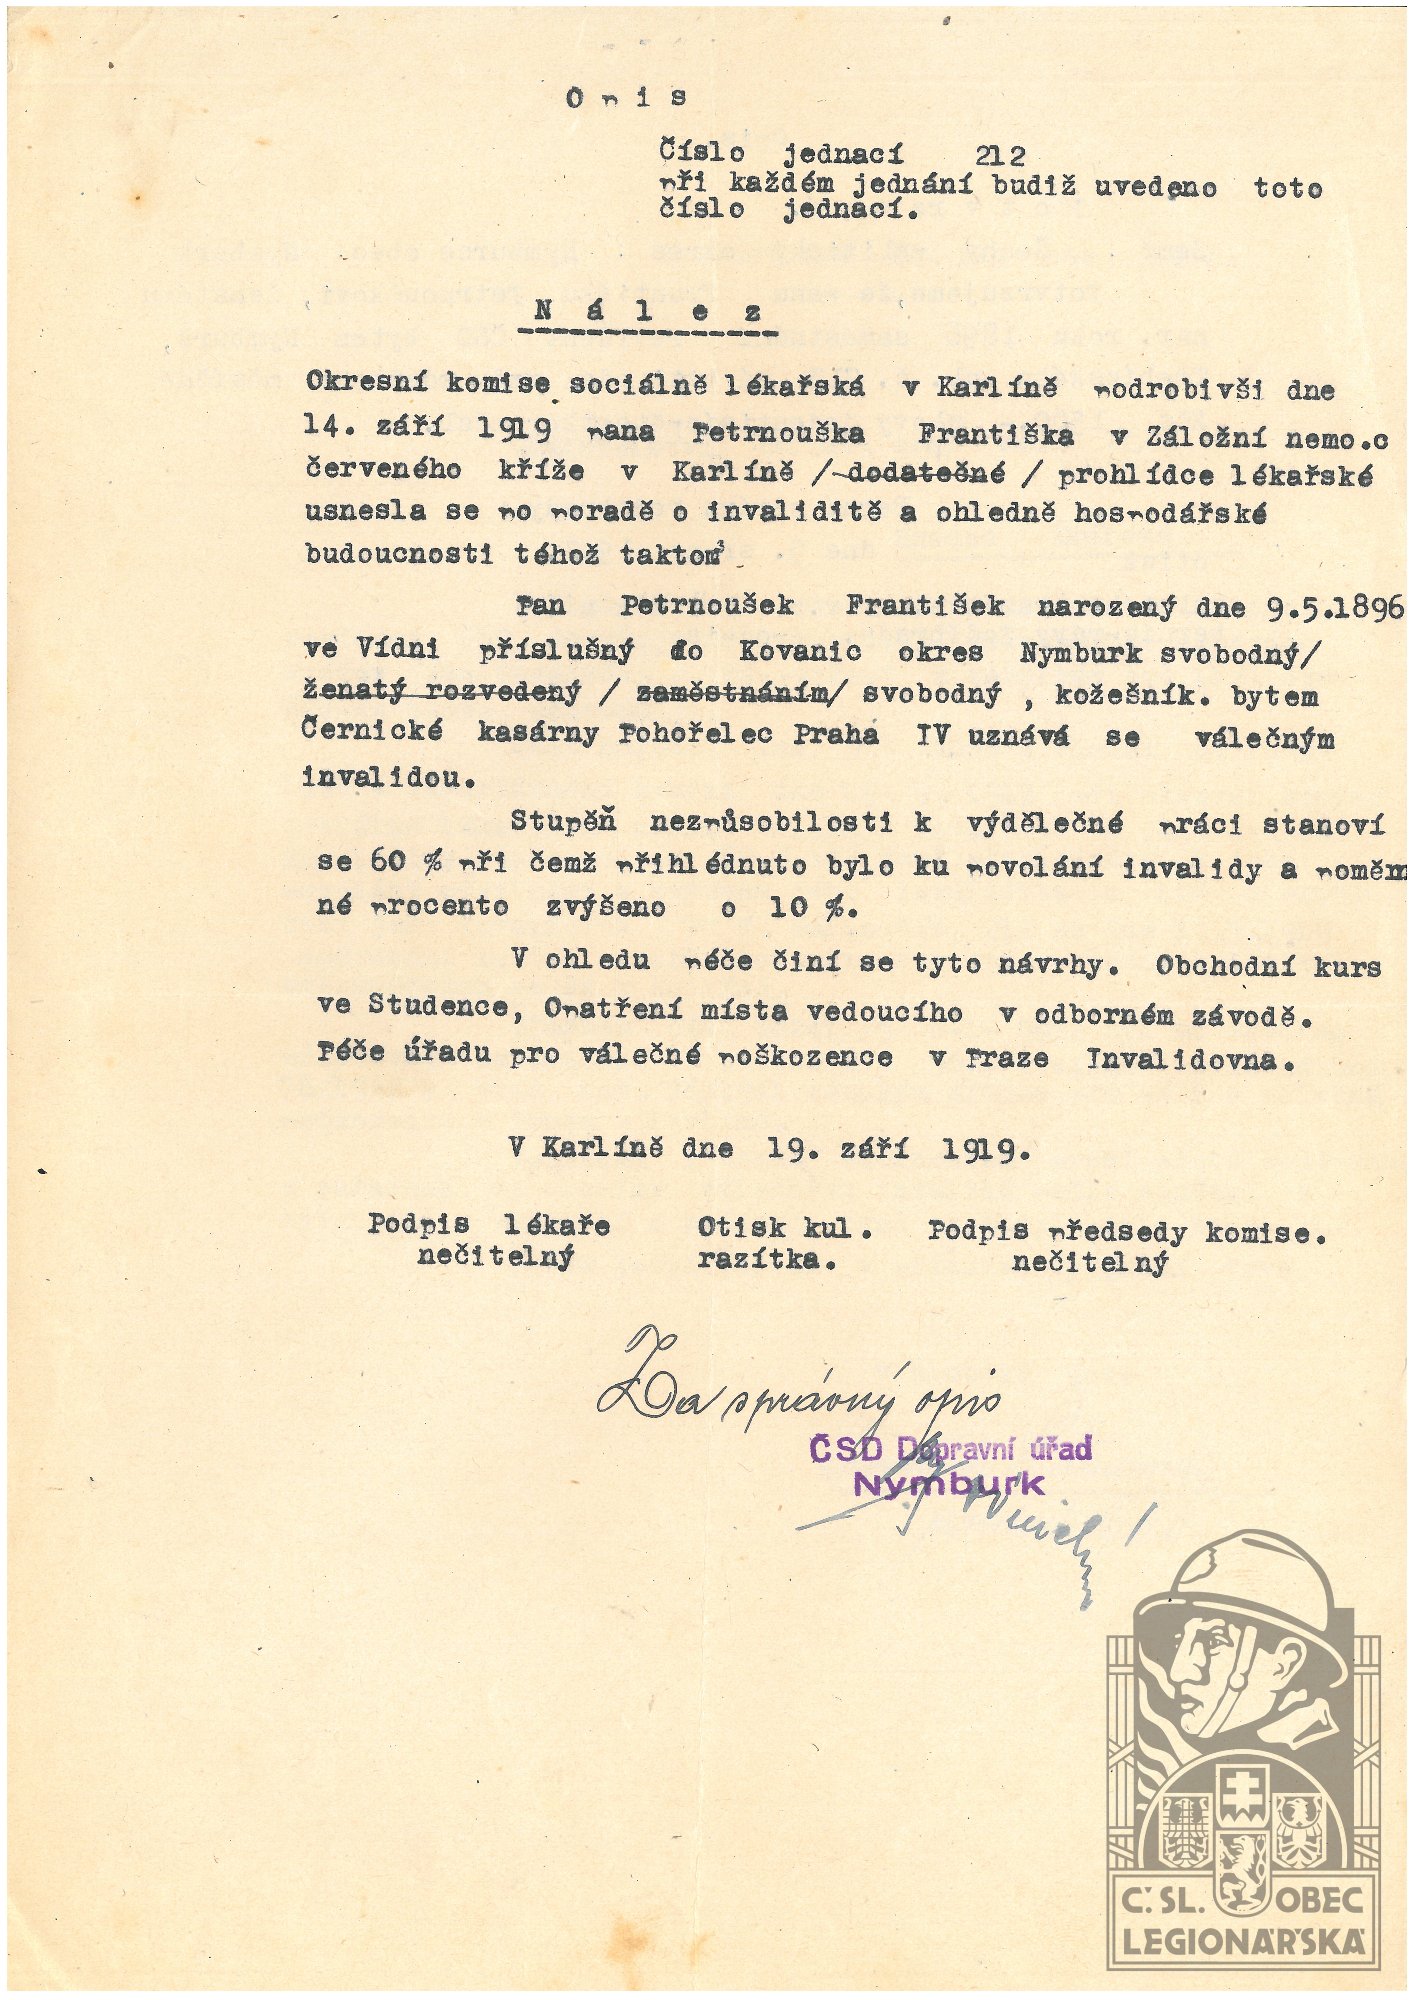 O p i s
Číslo jednací 212
při každém jednání budiž uvedeno toto
číslo jednací.
N á l e z
Okresní komise sociálně lékařská v Karlíně podrobivši dne
14. září 1919 pana Petrnouška Františka v Záložní nemo.c
červeného kříže v Karlíně / dodatečné / prohlídce lékařské
usnesla se po poradě o invaliditě a ohledně hospodářské
budoucnosti téhož taktom
Pan Petrnoušek František narozený dne 9.5.1896
ve Vídni příslušný do Kovanic okres Nymburk svobodný/
ženatý rozvedený / zaměstnáním/ svobodný , kožešník. bytem
Černické kasárny Pohořelec Praha IV uznává se válečným
invalidou.
Stupěň nezpůsobilosti k výdělečné práci stanoví
se 60 % při čemž přihlédnuto bylo ku povolání invalidy a poměrn
né procento zvýšeno o 10 %.
V ohledu péče činí se tyto návrhy. Obchodní kurs
ve Studence, Opatření místa vedoucího v odborném závodě.
Péče úřadu pro válečné poškozence v Praze Invalidovna.
V Karlíně dne 19. září 1919.
Podpis lékaře Otisk kul. Podpis předsedy komise.
nečitelný razítka. nečitelný
Za správný opis
ČSD Dopravní úřad
Nymburk
Č.SL. OBEC
LEGIONÁŘSKÁ